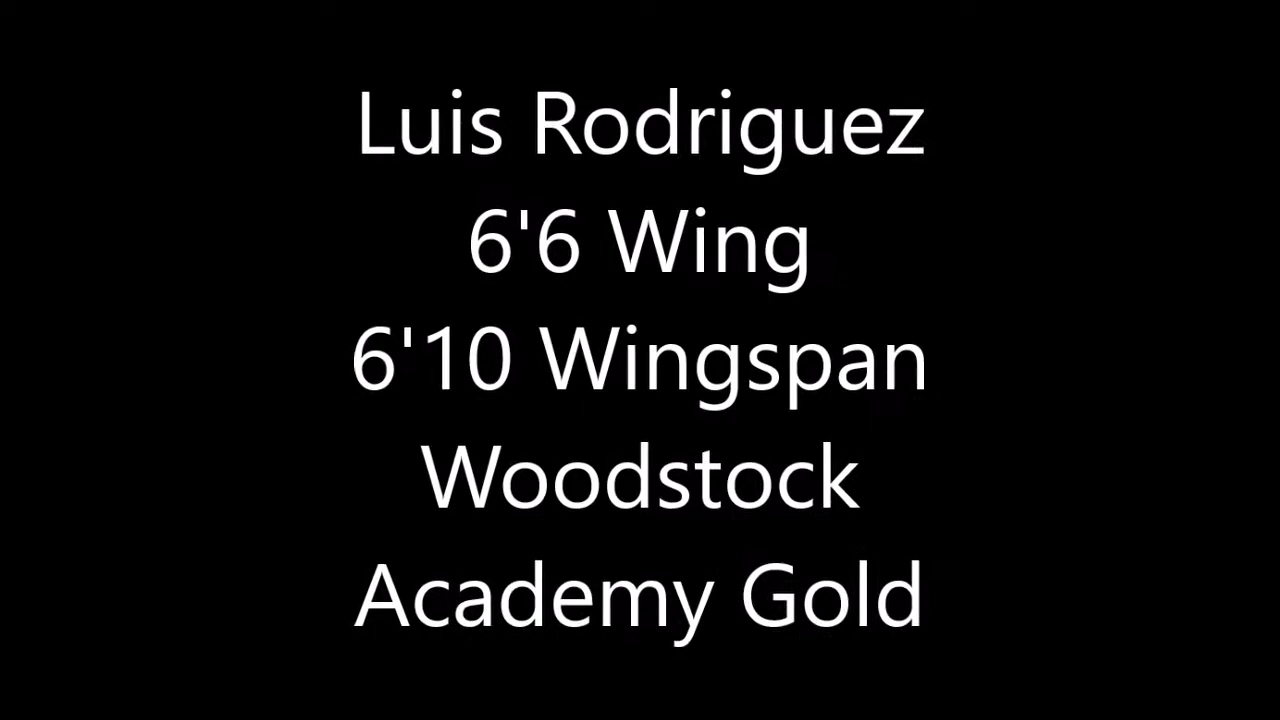 Luis Rodriguez
6'6 Wing
6'10 Wingspan
Woodstock
Academy Gold